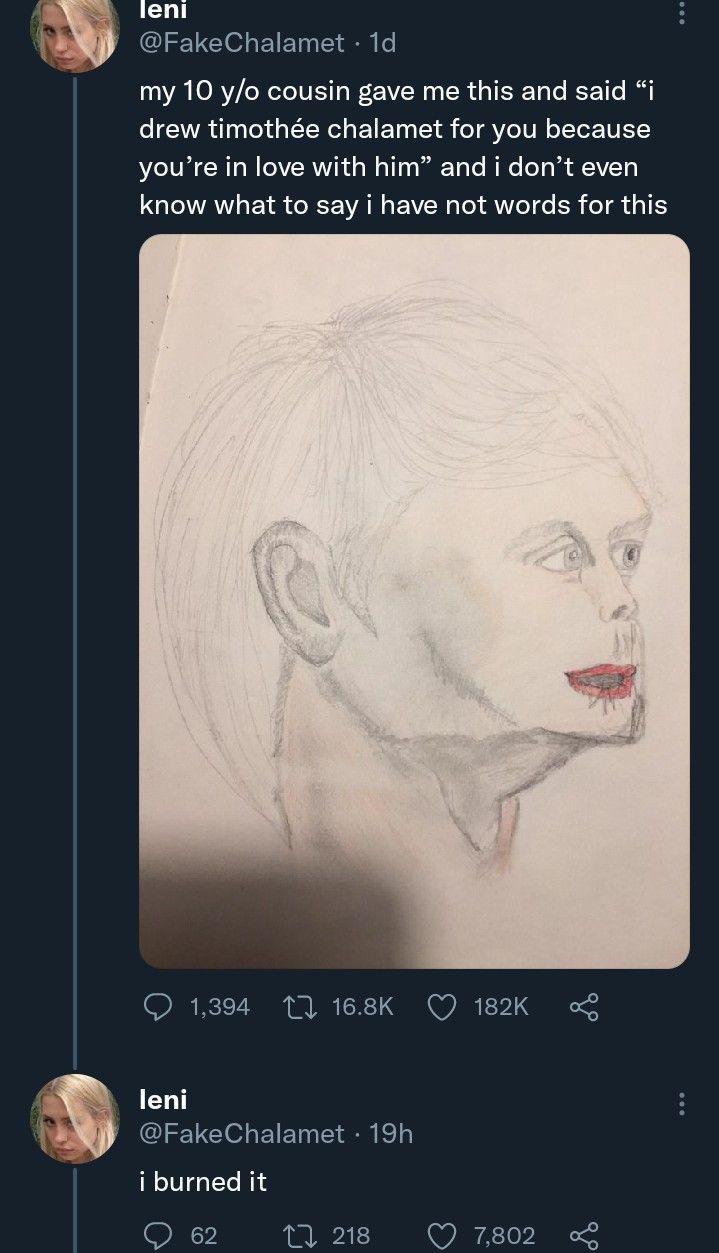 leni
@FakeChalamet · 1d
my 10 y/o cousin gave me this and said “i
drew timothée chalamet for you because
you’re in love with him” and i don’t even
know what to say i have not words for this
1,394 16.8K 182K
leni
@FakeChalamet · 19h
i burned it
62 218 7,802